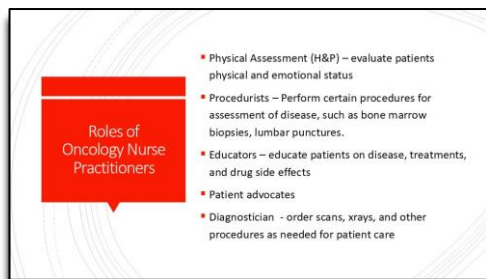 Roles of
Oncology Nurse
Practitioners
▪ Physical Assessment (H&P) – evaluate patients
physical and emotional status
▪ Procedurists – Perform certain procedures for
assessment of disease, such as bone marrow
biopsies, lumbar punctures.
▪ Educators – educate patients on disease, treatments,
and drug side effects
▪ Patient advocates
▪ Diagnostician - order scans, xrays, and other
procedures as needed for patient care